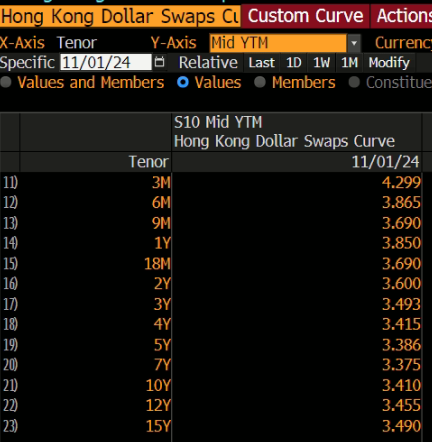 Hong Kong Dollar Swaps Cu Custom Curve Actions
X-Axis Tenor Y-Axis Mid YTM Currency
Specific 11/01/24 Relative Last 1D 1W 1M Modify
Values and Members Values Members Constitue
S10 Mid YTM
Hong Kong Dollar Swaps Curve
Tenor 11/01/24
11) 3M 4.299
12) 6M 3.865
13) 9M 3.690
14) 1Y 3.850
15) 18M 3.690
16) 2Y 3.600
17) 3Y 3.493
18) 4Y 3.415
19) 5Y 3.386
20) 7Y 3.375
21) 10Y 3.410
22) 12Y 3.455
23) 15Y 3.490